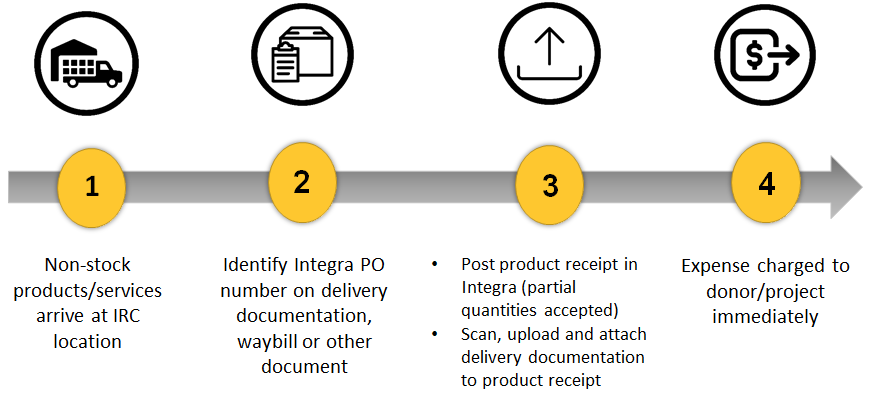 $
1
2
3
4
Non-stock
products/services
arrive at IRC
location
Identify Integra PO
number on delivery
documentation,
waybill or other
document
• Post product receipt in
Integra (partial
quantities accepted)
• Scan, upload and attach
delivery documentation
to product receipt
Expense charged to
donor/project
immediately